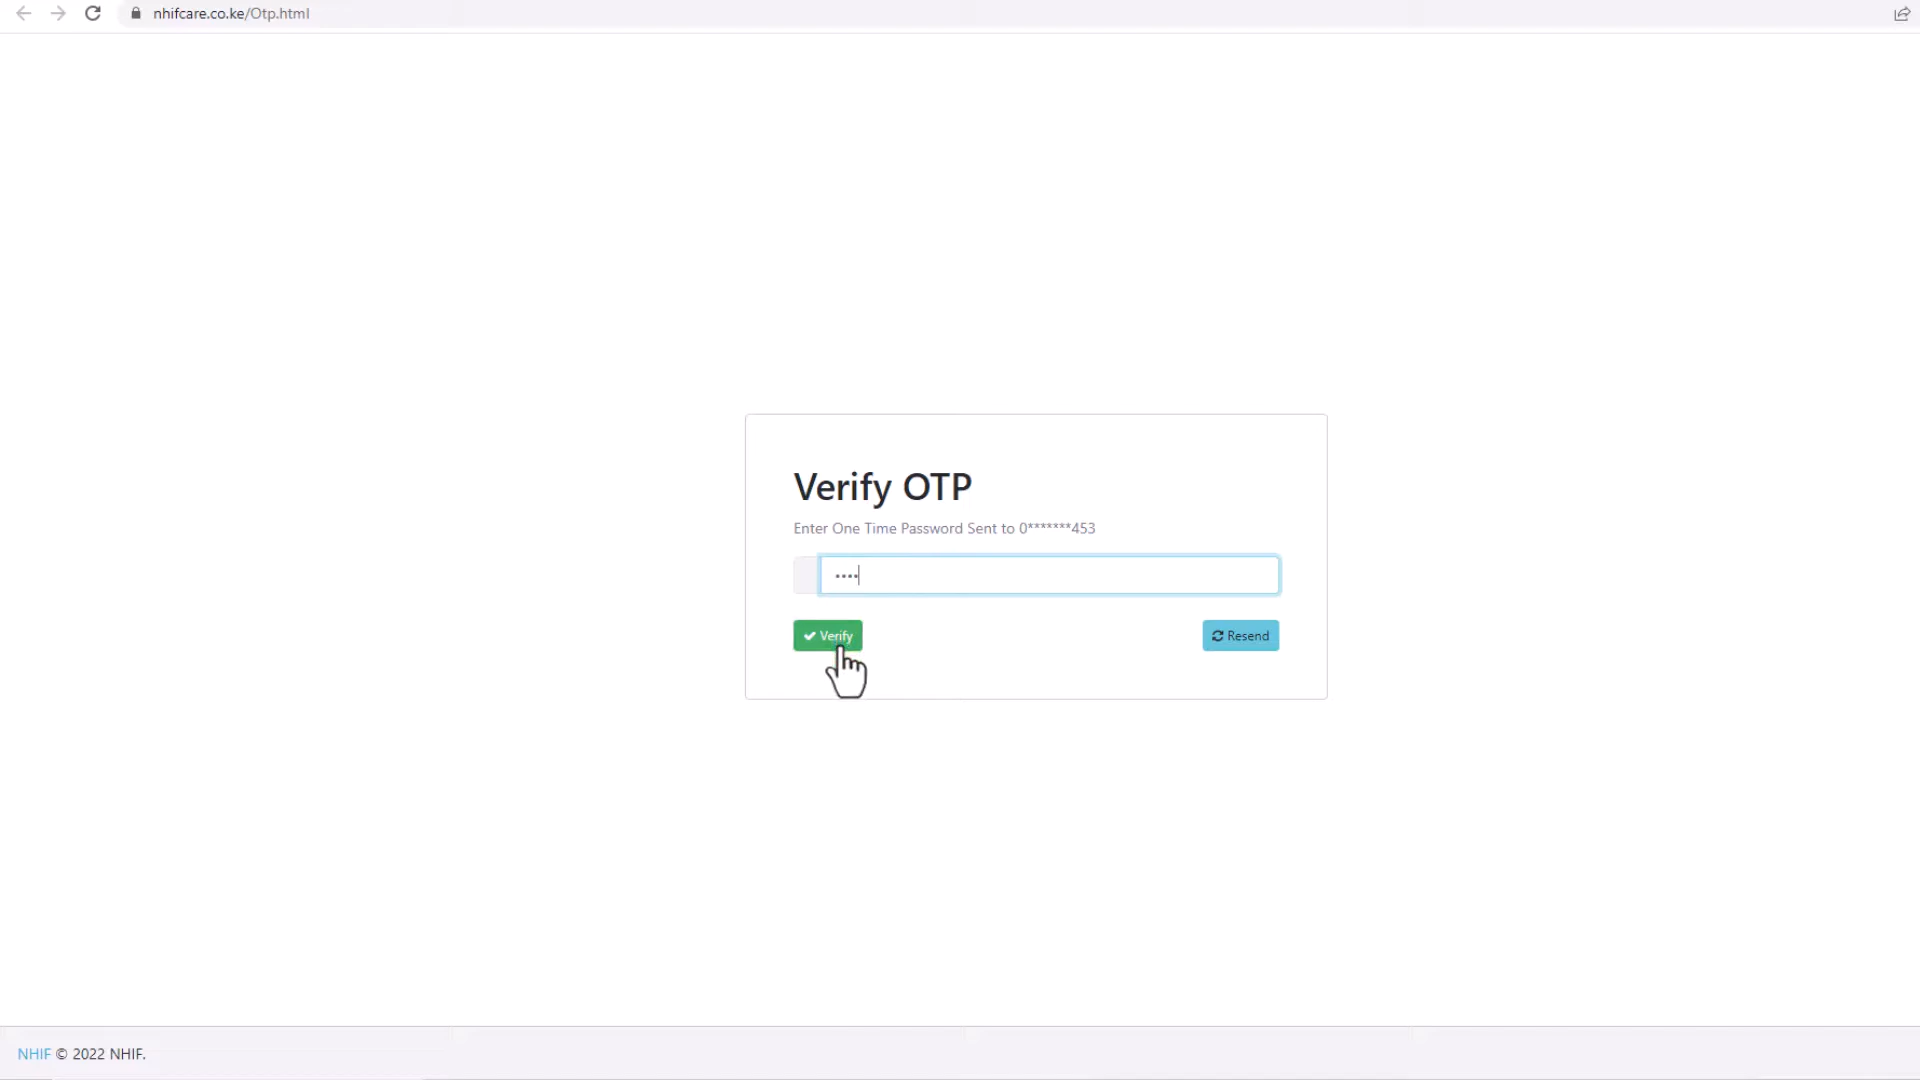 nhifcare.co.ke/Otp.html
Verify OTP
Enter One Time Password Sent to 0*******453
••••
Verify
Resend
NHIF © 2022 NHIF.